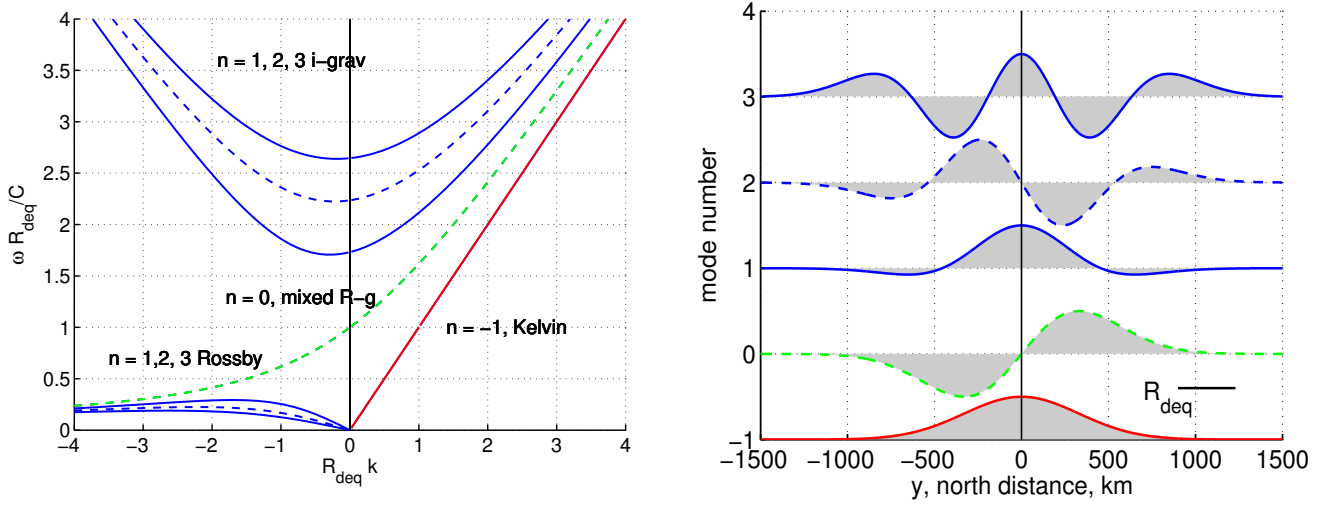 4
3.5
3
2.5
2
1.5
1
0.5
0
ω R_deq/C
n = 1, 2, 3 i−grav
n = 0, mixed R−g
n = −1, Kelvin
n = 1,2, 3 Rossby
−4 −3 −2 −1 0 1 2 3 4
R_deq k
mode number
3
2
1
0
−1
R_deq
−1500 −1000 −500 0 500 1000 1500
y, north distance, km